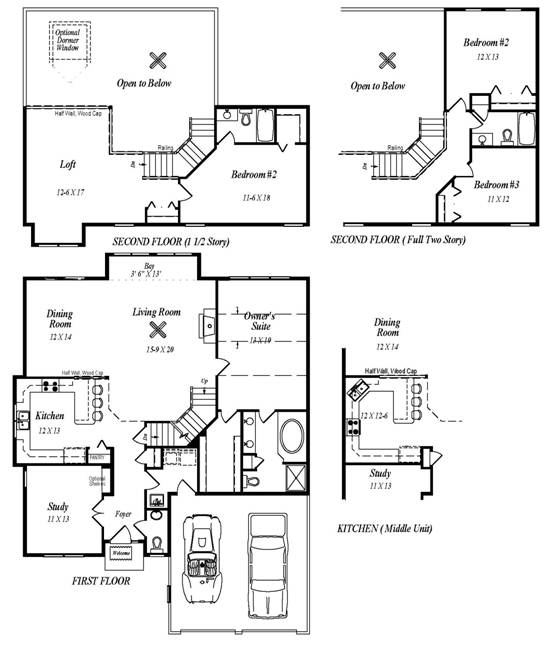 Optional
Dormer
Window
Open to Below
Half Wall, Wood Cap
Loft
12-6 X 17
Railing
Dn
Bedroom #2
11-6 X 18
SECOND FLOOR (1 1/2 Story)
Open to Below
Bedroom #2
12 X 13
Railing
Dn
Bedroom #3
11 X 12
SECOND FLOOR ( Full Two Story)
Bay
3' 6" X 13'
Dining
Room
12 X 14
Living Room
15-9 X 20
Owner's
Suite
13 X 19
Half Wall, Wood Cap
Up
Kitchen
12 X 13
Dn
PANTRY
Optional
Shelves
Study
11 X 13
Foyer
Welcome
FIRST FLOOR
Dining
Room
12 X 14
Half Wall, Wood Cap
12 X 12-6
Study
11 X 13
KITCHEN (Middle Unit)